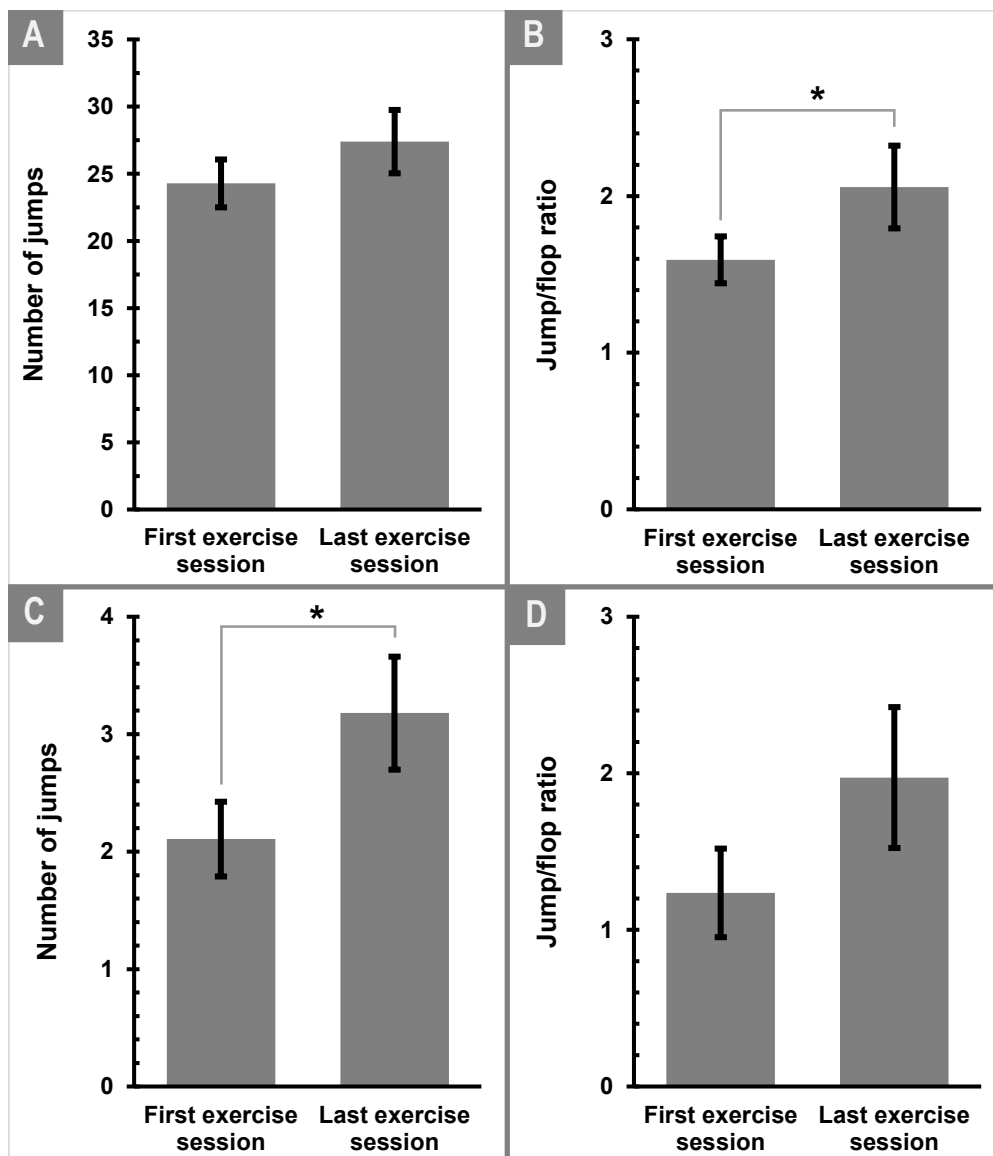 A
Number of jumps
35
30
25
20
15
10
5
0
First exercise
session
Last exercise
session
B
Jump/flop ratio
3
2
1
0
*
First exercise
session
Last exercise
session
C
Number of jumps
4
3
2
1
0
*
First exercise
session
Last exercise
session
D
Jump/flop ratio
3
2
1
0
First exercise
session
Last exercise
session